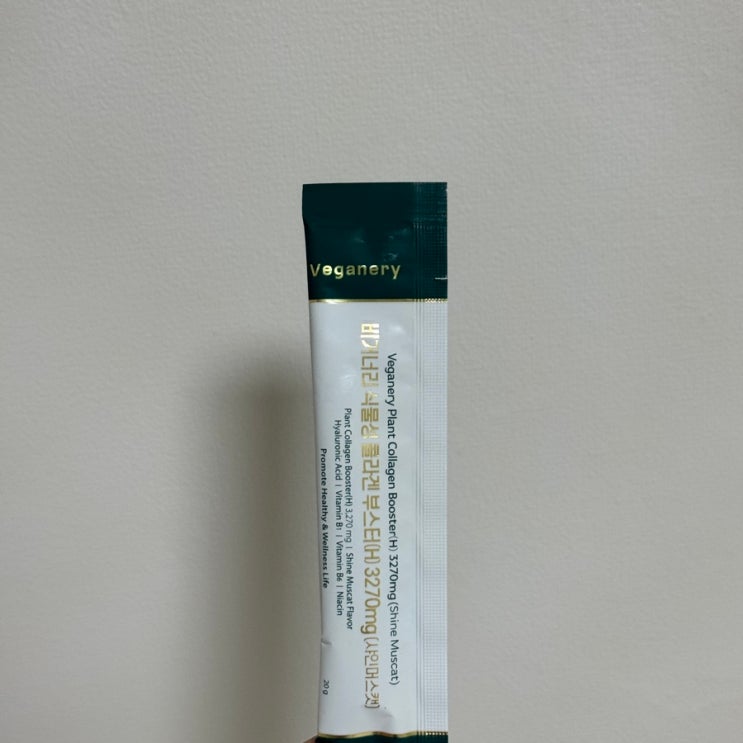 Veganery
Veganery Plant Collagen Booster(H) 3270mg (Shine Muscat)
비거너리 식물성 콜라겐 부스터(H) 3270mg (샤인머스캣)
Plant Collagen Booster(H) 3,270 mg | Shine Muscat Flavor
Hyaluronic Acid | Vitamin B1 | Vitamin B6 | Niacin
Promote Healthy & Wellness Life
20 g